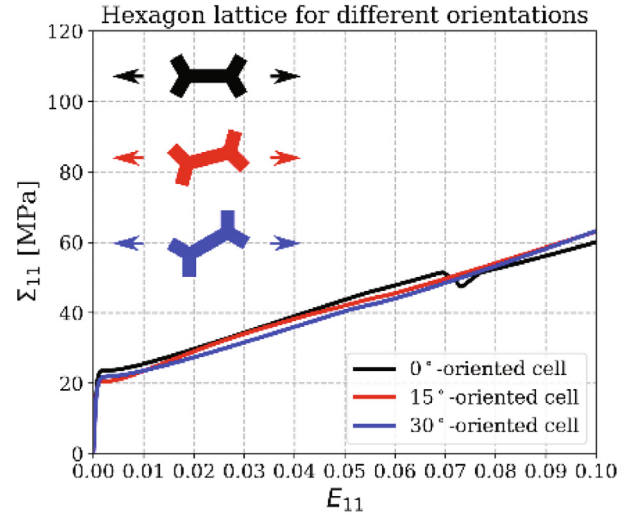 Hexagon lattice for different orientations
120
100
80
60
40
20
0
Σ11 [MPa]
0°-oriented cell
15°-oriented cell
30°-oriented cell
0.00 0.01 0.02 0.03 0.04 0.05 0.06 0.07 0.08 0.09 0.10
E11